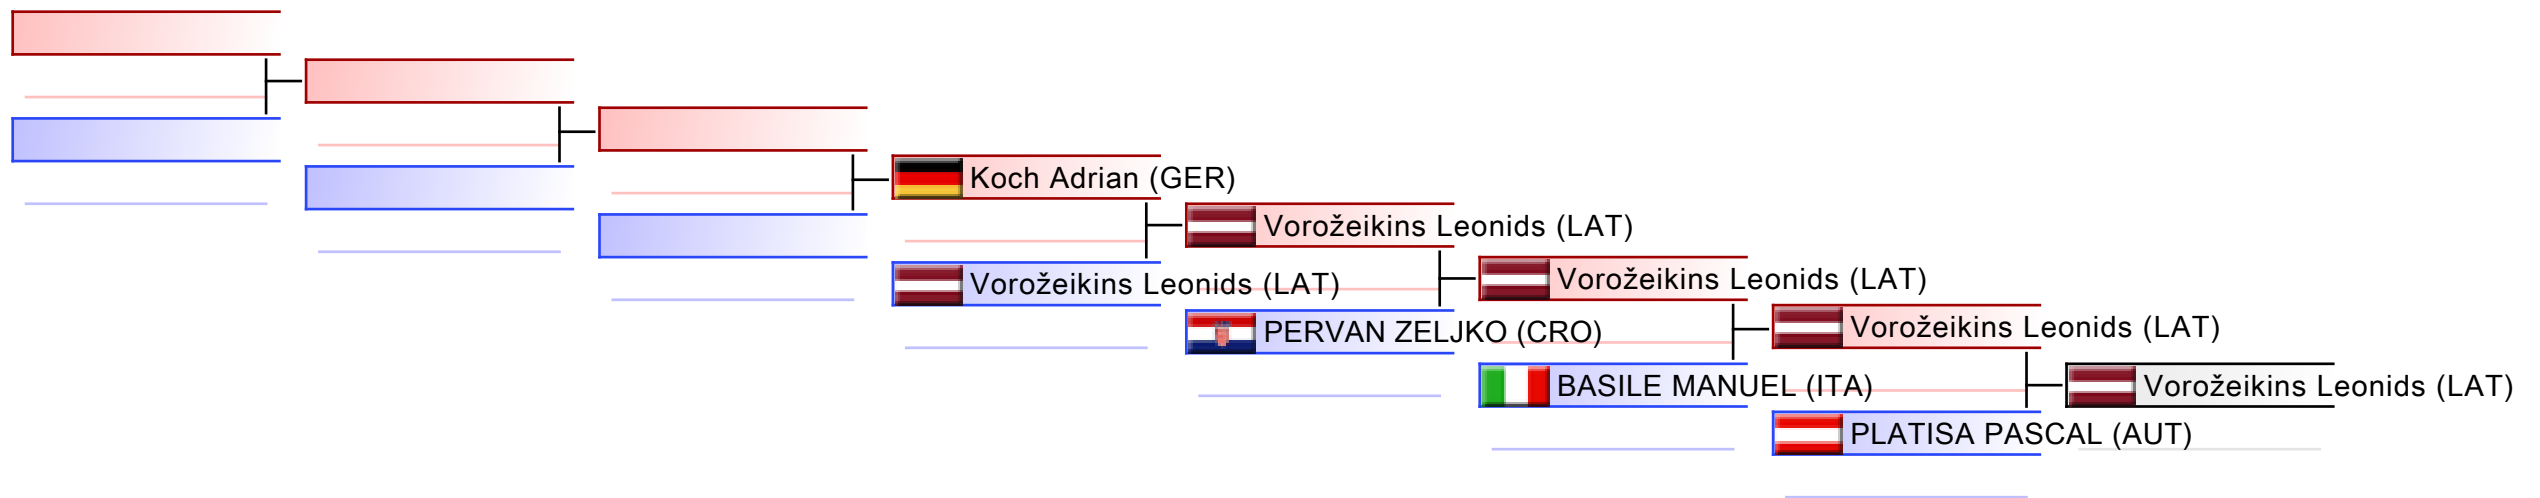 Koch Adrian (GER)
Vorožeikins Leonids (LAT)
Vorožeikins Leonids (LAT)
Vorožeikins Leonids (LAT)
PERVAN ZELJKO (CRO)
Vorožeikins Leonids (LAT)
BASILE MANUEL (ITA)
Vorožeikins Leonids (LAT)
PLATISA PASCAL (AUT)